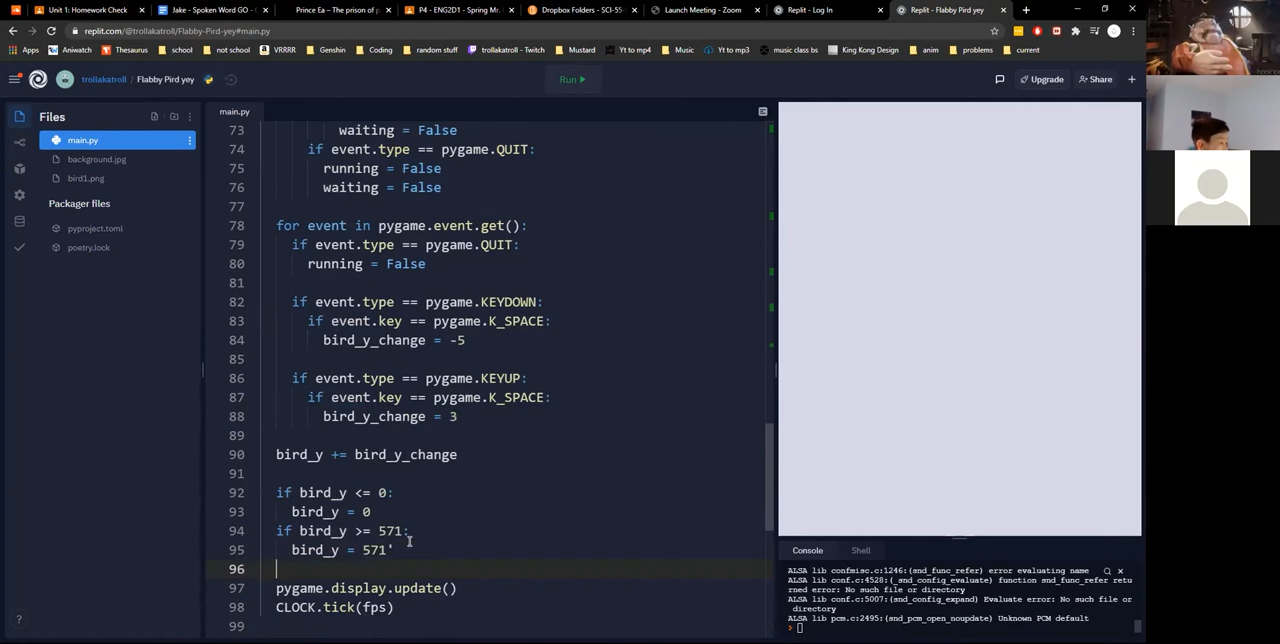 Unit 1: Homework Check
Jake - Spoken Word GO -
Prince Ea – The prison of p
P4 - ENG2D1 - Spring Mr.
Dropbox Folders - SCI-55
Launch Meeting - Zoom
Replit - Log In
Replit - Flabby Pird yey
replit.com/@trollakatroll/Flabby-Pird-yey#main.py
Apps
Aniwatch
Thesaurus
school
not school
VRRR
Genshin
Coding
random stuff
trollakatroll - Twitch
Mustard
Yt to mp4
Music
Yt to mp3
music class bs
King Kong Design
anim
problems
current
trollakatroll / Flabby Pird yey
Run
Upgrade
Share
Files
main.py
background.jpg
bird1.png
Packager files
pyproject.toml
poetry.lock
main.py
73 waiting = False
74 if event.type == pygame.QUIT:
75 running = False
76 waiting = False
77
78 for event in pygame.event.get():
79 if event.type == pygame.QUIT:
80 running = False
81
82 if event.type == pygame.KEYDOWN:
83 if event.key == pygame.K_SPACE:
84 bird_y_change = -5
85
86 if event.type == pygame.KEYUP:
87 if event.key == pygame.K_SPACE:
88 bird_y_change = 3
89
90 bird_y += bird_y_change
91
92 if bird_y <= 0:
93 bird_y = 0
94 if bird_y >= 571:
95 bird_y = 571'
96
97 pygame.display.update()
98 CLOCK.tick(fps)
99
Console
Shell
ALSA lib confmisc.c:1246:(snd_func_refer) error evaluating name
ALSA lib conf.c:4528:(_snd_config_evaluate) function snd_func_refer retu
rned error: No such file or directory
ALSA lib conf.c:5007:(snd_config_expand) Evaluate error: No such file or
directory
ALSA lib pcm.c:2495:(snd_pcm_open_noupdate) Unknown PCM default
>